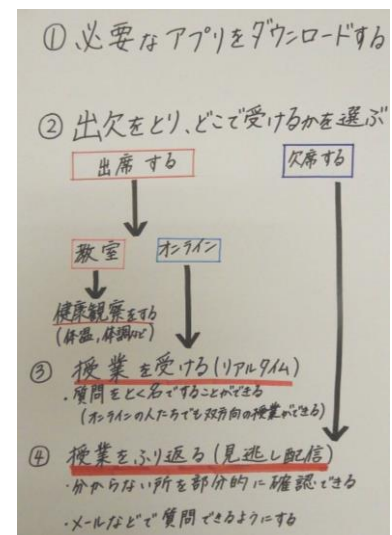 ① 必要なアプリをダウンロードする
② 出欠をとり、どこで受けるかを選ぶ
出席する
欠席する
教室
オンライン
健康観察をする
(体温、体調など)
③ 授業を受ける(リアルタイム)
・質問をとく名ですることができる
(オンラインの人たちでも双方向の授業ができる)
④ 授業をふり返る(見逃し配信)
・分からない所を部分的に確認できる
・メールなどで質問できるようにする